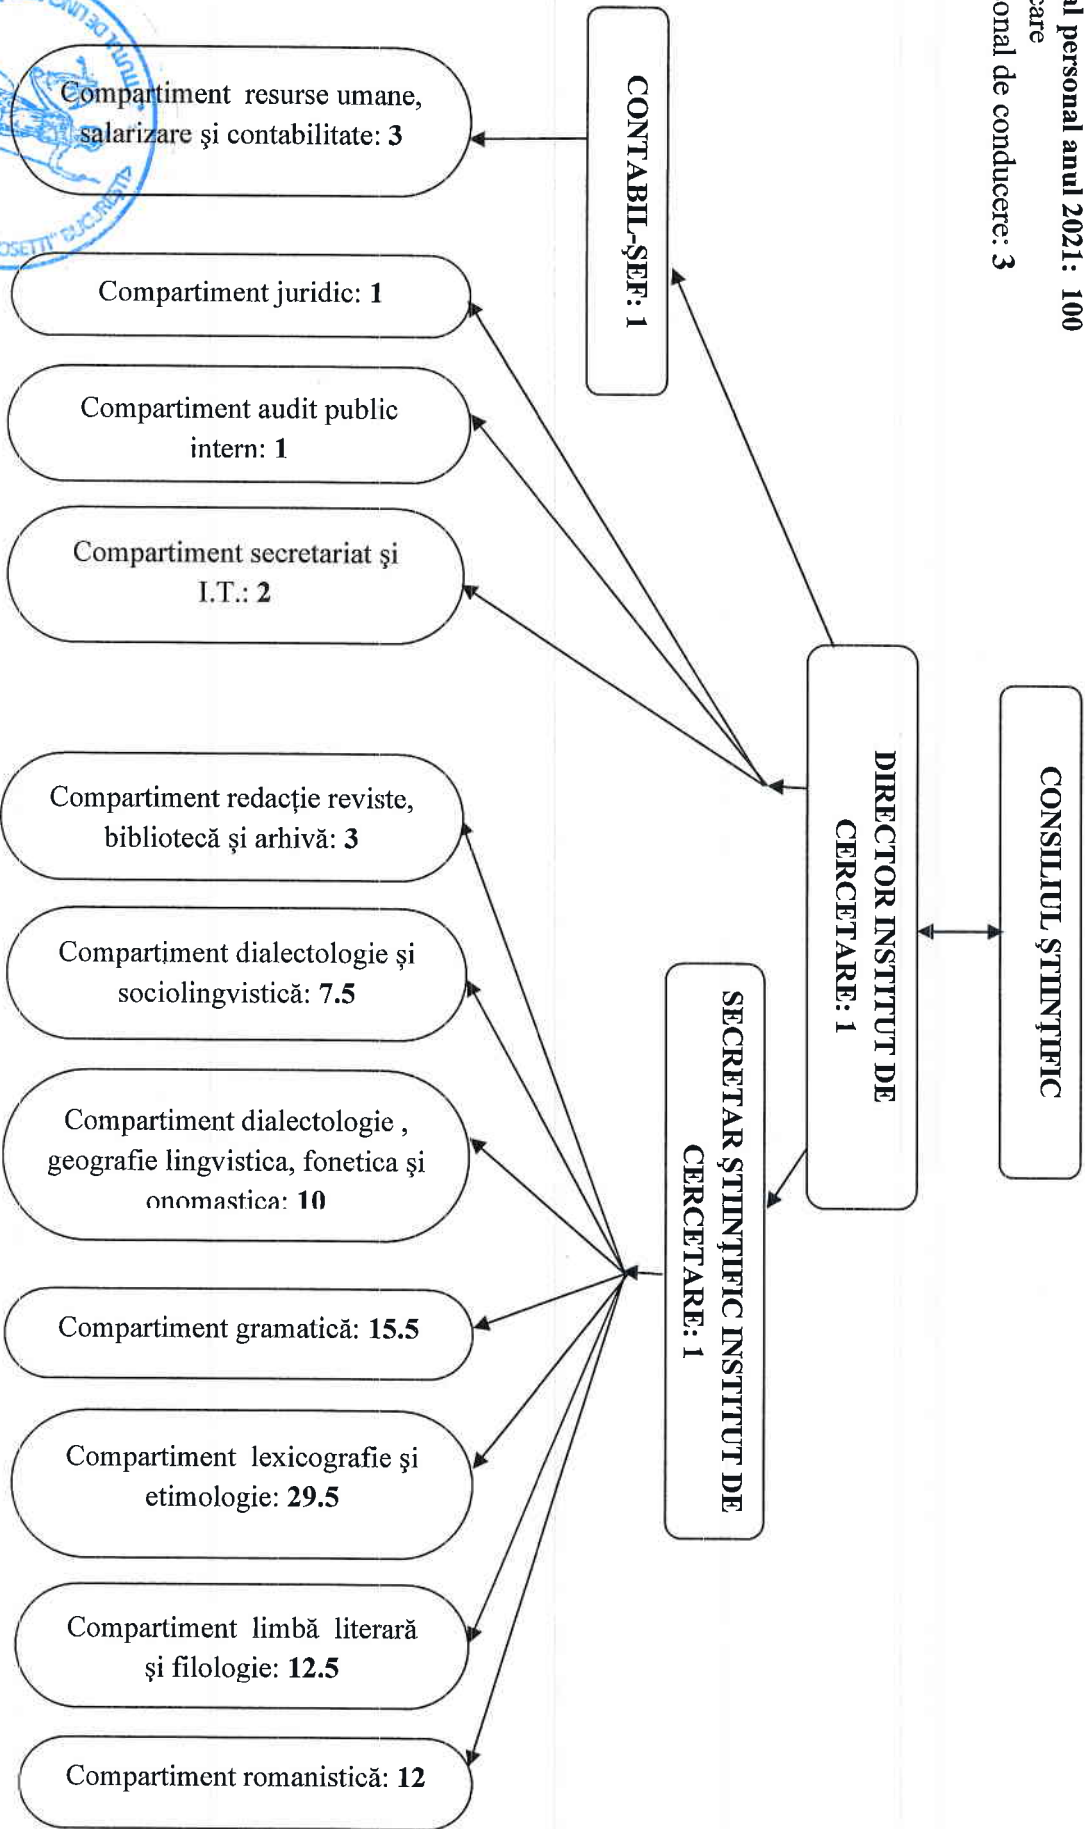 al personal anul 2021: 100
care
onal de conducere: 3
CONSILIUL ŞTIINŢIFIC
DIRECTOR INSTITUT DE
CERCETARE: 1
SECRETAR ŞTIINŢIFIC INSTITUT DE
CERCETARE: 1
CONTABIL-ŞEF: 1
Compartiment resurse umane,
salarizare şi contabilitate: 3
Compartiment juridic: 1
Compartiment audit public
intern: 1
Compartiment secretariat şi
I.T.: 2
Compartiment redacție reviste,
bibliotecă şi arhivă: 3
Compartiment dialectologie şi
sociolingvistică: 7.5
Compartiment dialectologie ,
geografie lingvistica, fonetica şi
onomastica: 10
Compartiment gramatică: 15.5
Compartiment lexicografie şi
etimologie: 29.5
Compartiment limbă literară
şi filologie: 12.5
Compartiment romanistică: 12
OSETTI" BUCUREŞTI